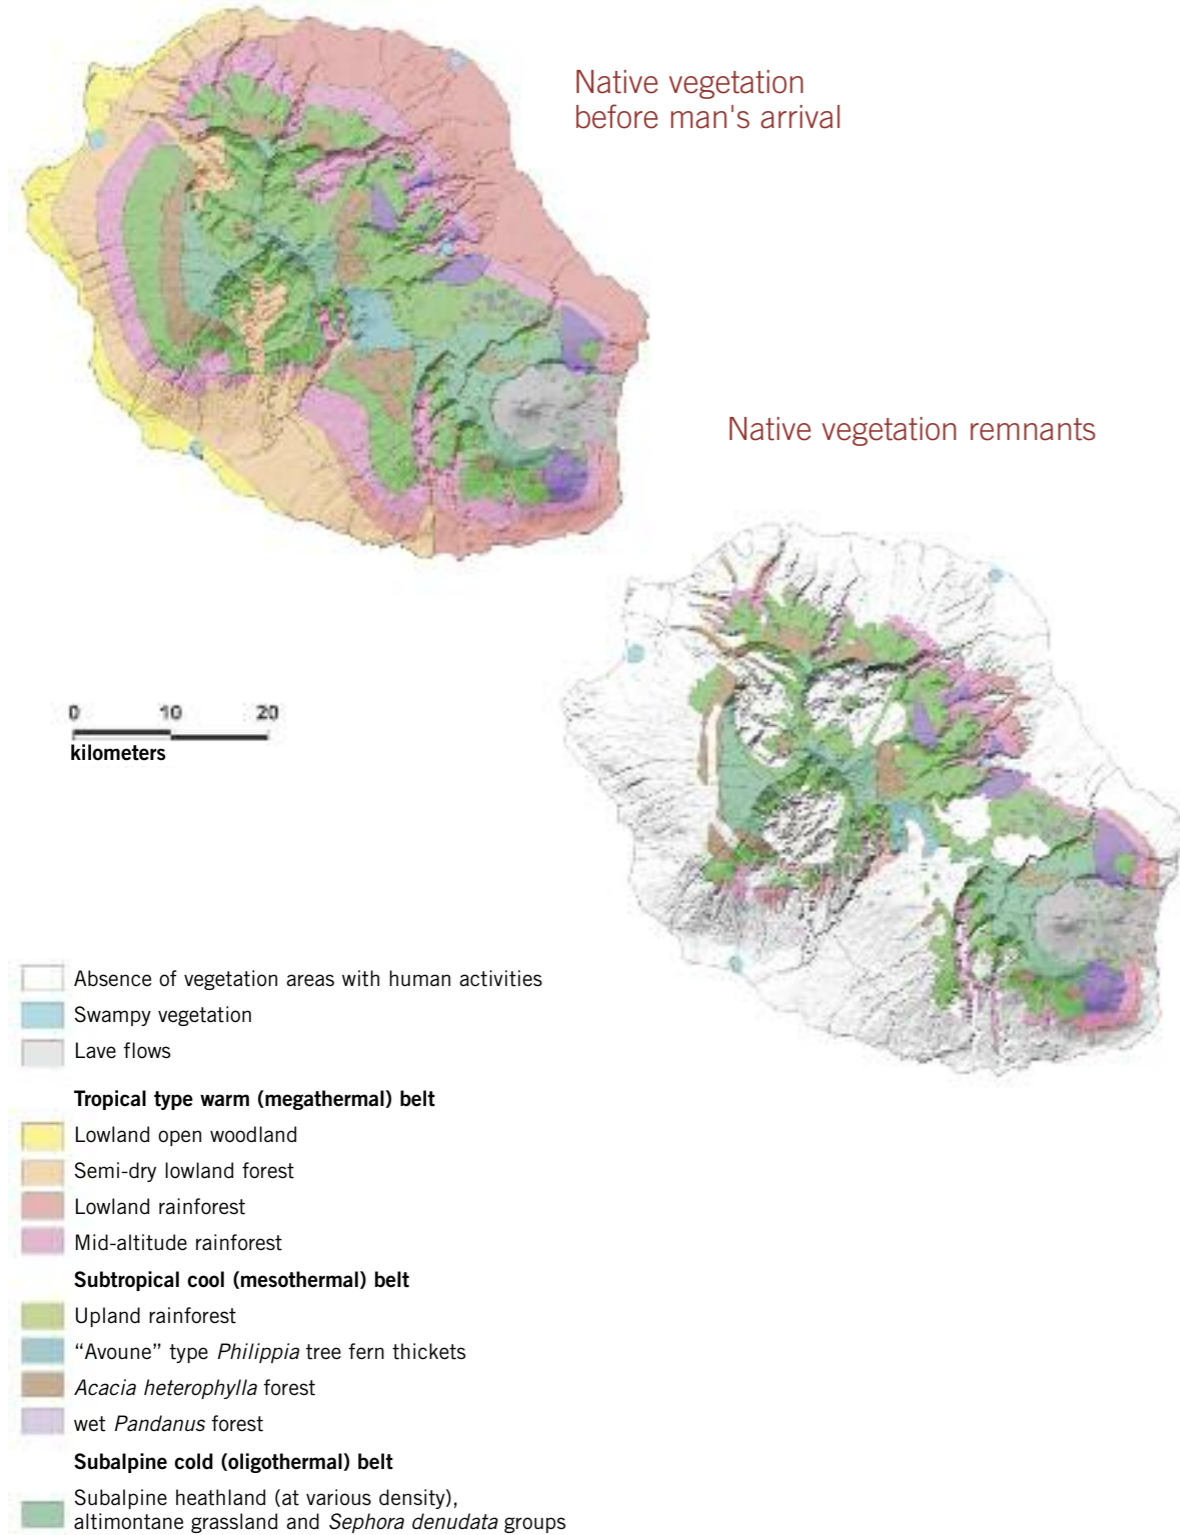 Native vegetation
before man's arrival
Native vegetation remnants
0 10 20
kilometers
Absence of vegetation areas with human activities
Swampy vegetation
Lave flows
Tropical type warm (megathermal) belt
Lowland open woodland
Semi-dry lowland forest
Lowland rainforest
Mid-altitude rainforest
Subtropical cool (mesothermal) belt
Upland rainforest
“Avoune” type Philippia tree fern thickets
Acacia heterophylla forest
wet Pandanus forest
Subalpine cold (oligothermal) belt
Subalpine heathland (at various density),
altimontane grassland and Sephora denudata groups